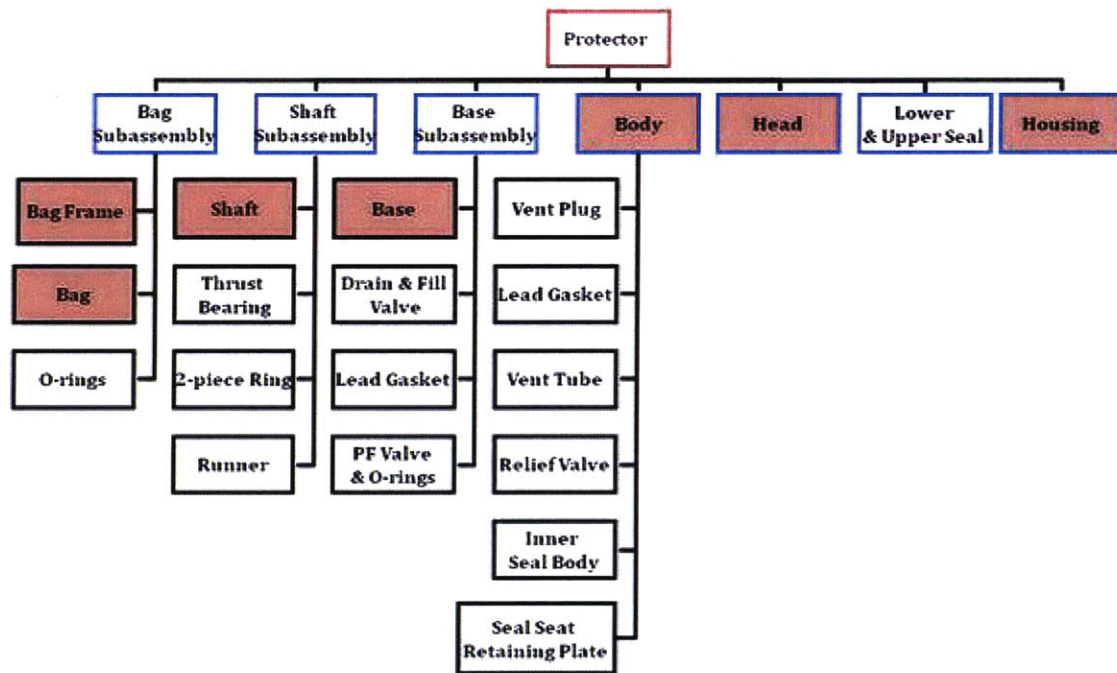 Protector
Bag
Subassembly
Shaft
Subassembly
Base
Subassembly
Body
Head
Lower
& Upper Seal
Housing
Bag Frame
Bag
O-rings
Shaft
Thrust
Bearing
2-piece Ring
Runner
Base
Drain & Fill
Valve
Lead Gasket
PF Valve
& O-rings
Vent Plug
Lead Gasket
Vent Tube
Relief Valve
Inner
Seal Body
Seal Seat
Retaining Plate